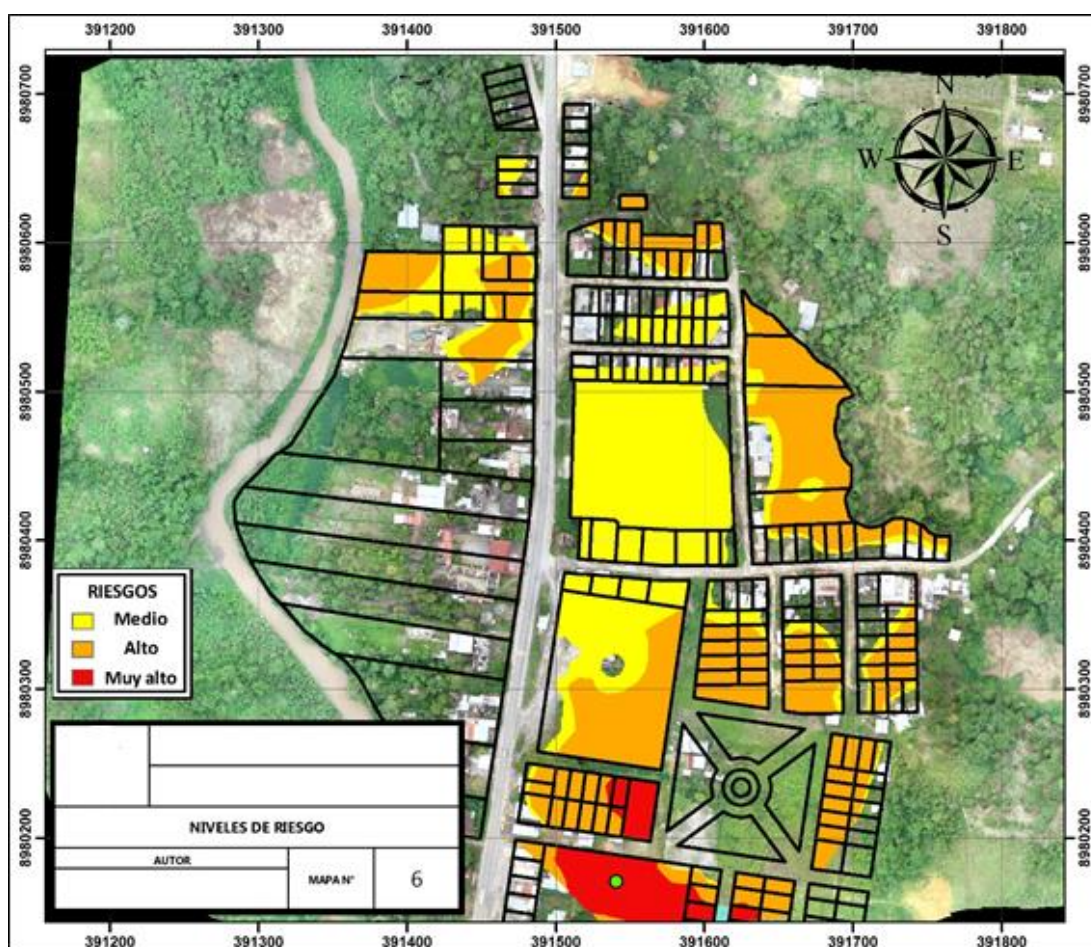 391200 391300 391400 391500 391600 391700 391800
8980700 8980700
N
W E
S
8980600 8980600
8980500 8980500
8980400 8980400
RIESGOS
Medio
Alto
Muy alto
8980300 8980300
NIVELES DE RIESGO
8980200 8980200
AUTOR
MAPA N° 6
391200 391300 391400 391500 391600 391700 391800